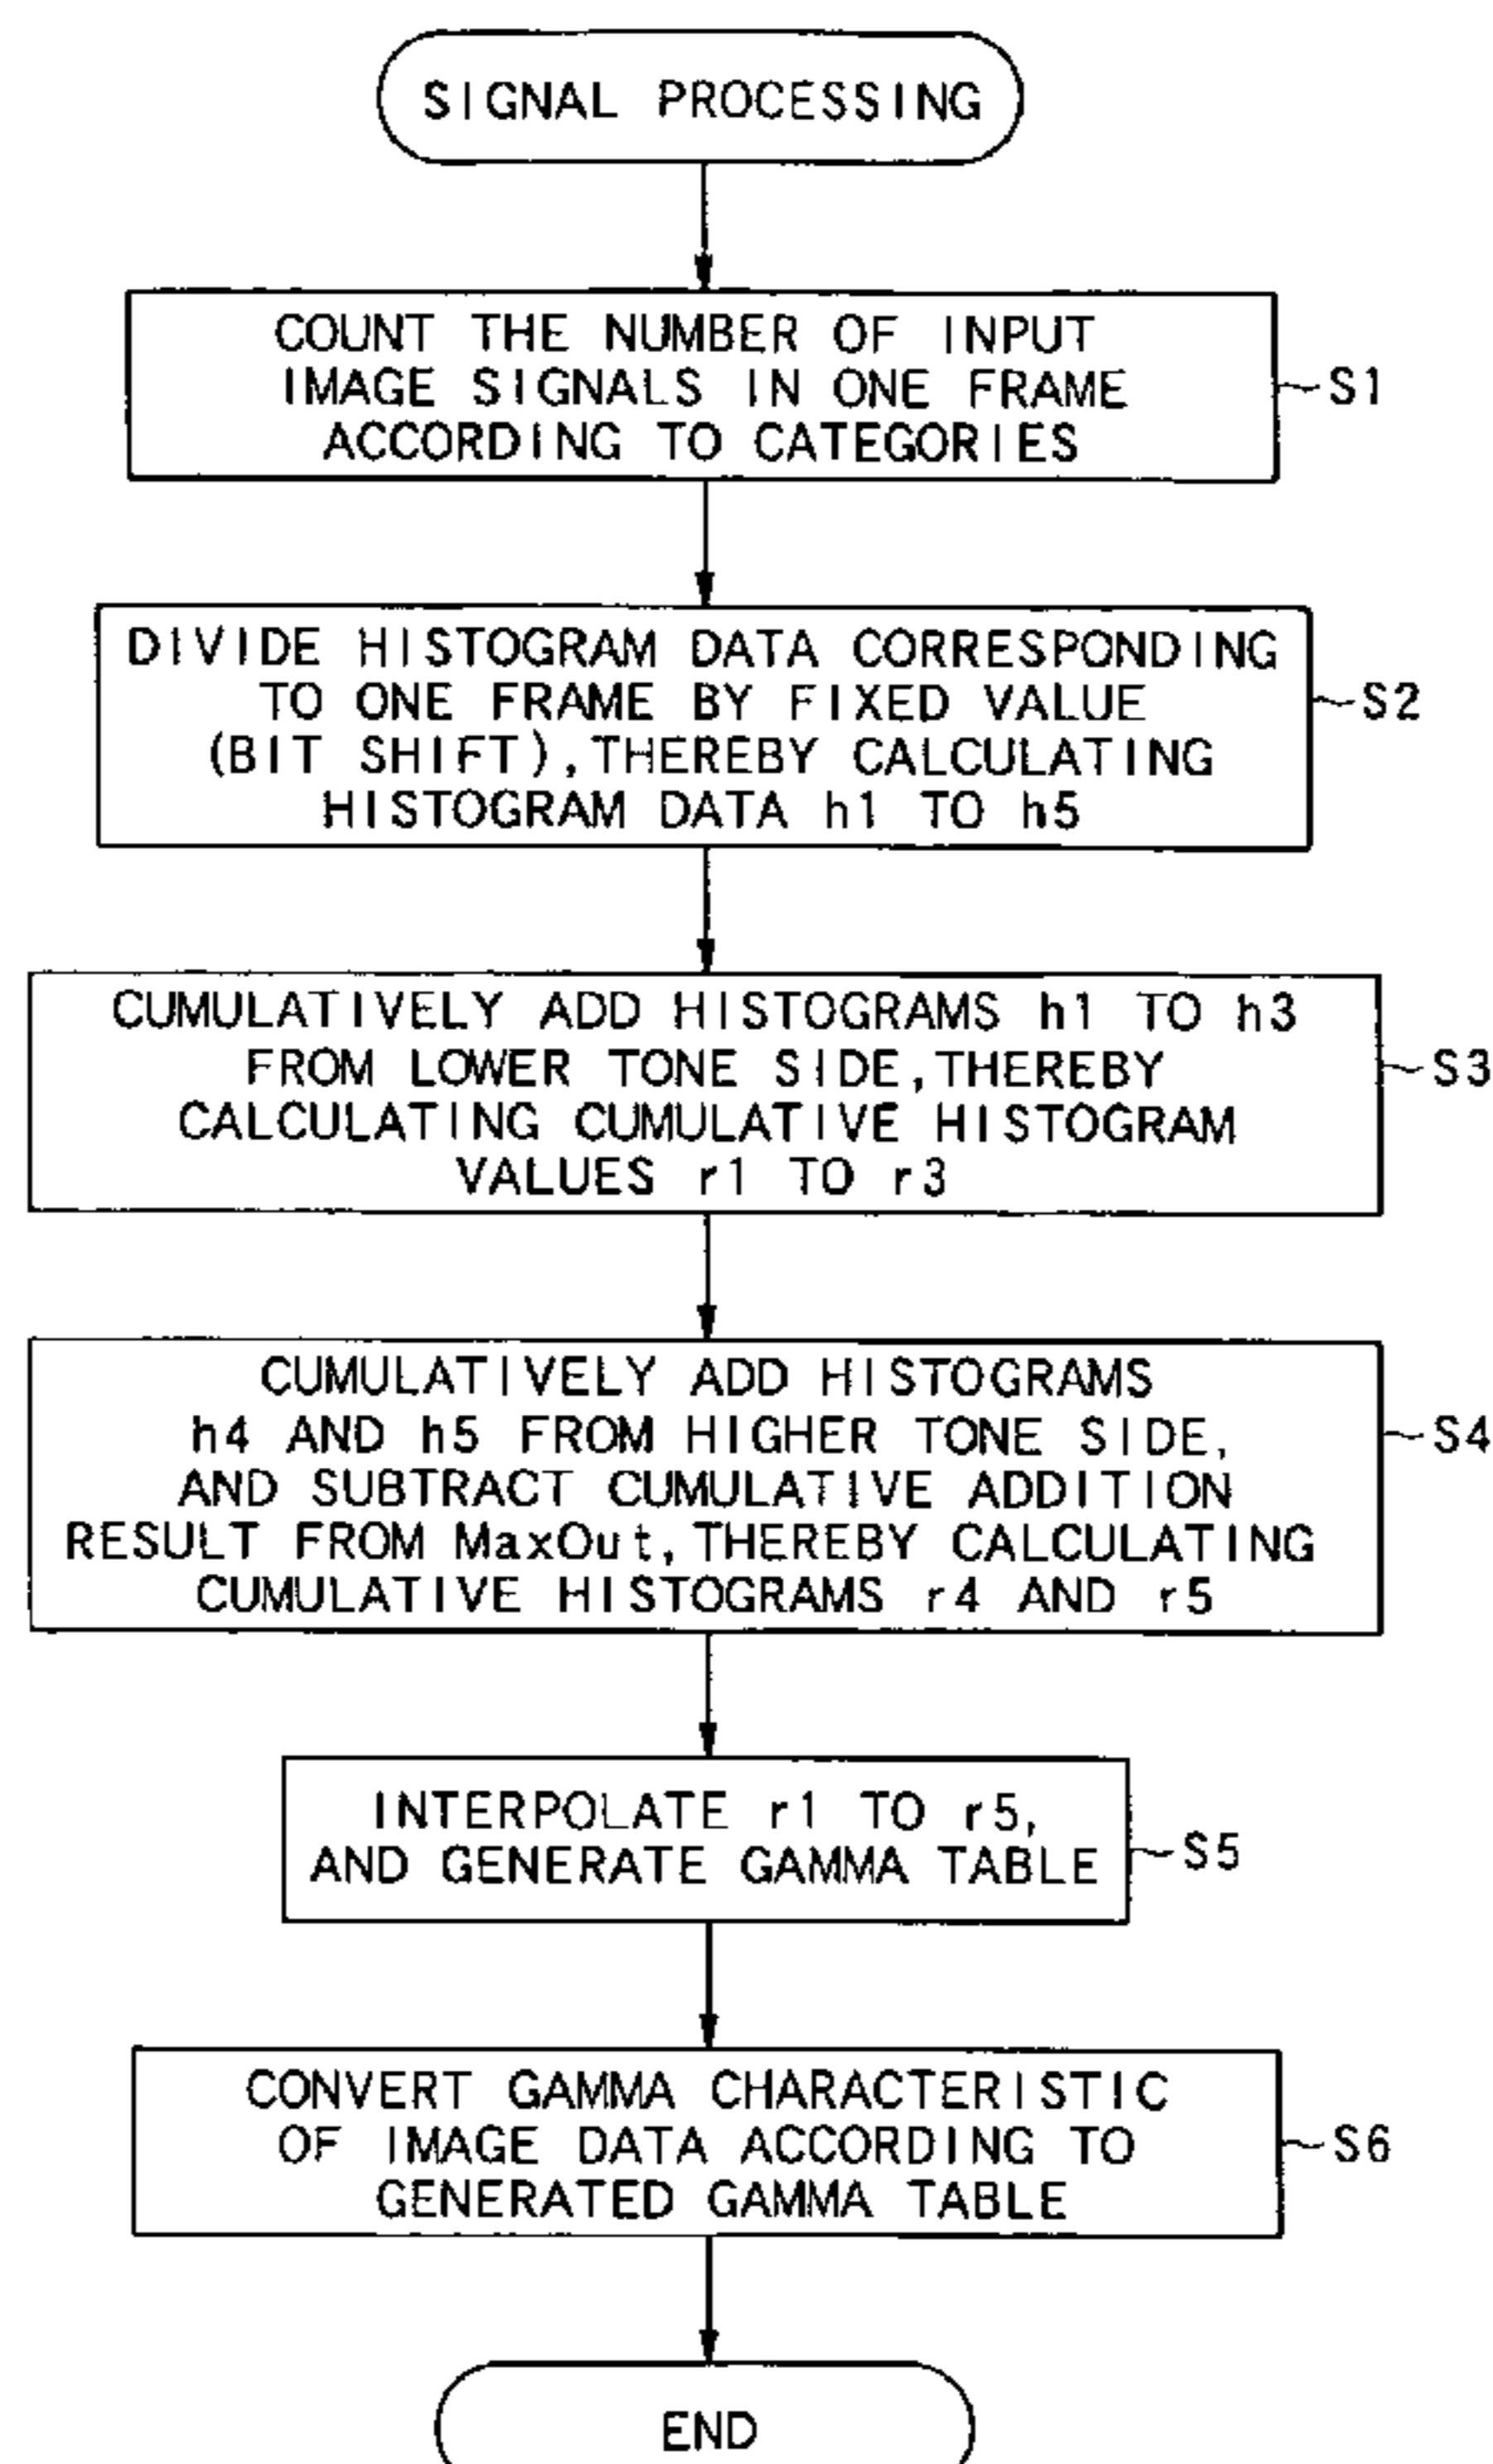 SIGNAL PROCESSING
COUNT THE NUMBER OF INPUT
IMAGE SIGNALS IN ONE FRAME
ACCORDING TO CATEGORIES
S1
DIVIDE HISTOGRAM DATA CORRESPONDING
TO ONE FRAME BY FIXED VALUE
(BIT SHIFT), THEREBY CALCULATING
HISTOGRAM DATA h1 TO h5
S2
CUMULATIVELY ADD HISTOGRAMS h1 TO h3
FROM LOWER TONE SIDE, THEREBY
CALCULATING CUMULATIVE HISTOGRAM
VALUES r1 TO r3
S3
CUMULATIVELY ADD HISTOGRAMS
h4 AND h5 FROM HIGHER TONE SIDE,
AND SUBTRACT CUMULATIVE ADDITION
RESULT FROM MaxOut, THEREBY CALCULATING
CUMULATIVE HISTOGRAMS r4 AND r5
S4
INTERPOLATE r1 TO r5,
AND GENERATE GAMMA TABLE
S5
CONVERT GAMMA CHARACTERISTIC
OF IMAGE DATA ACCORDING TO
GENERATED GAMMA TABLE
S6
END